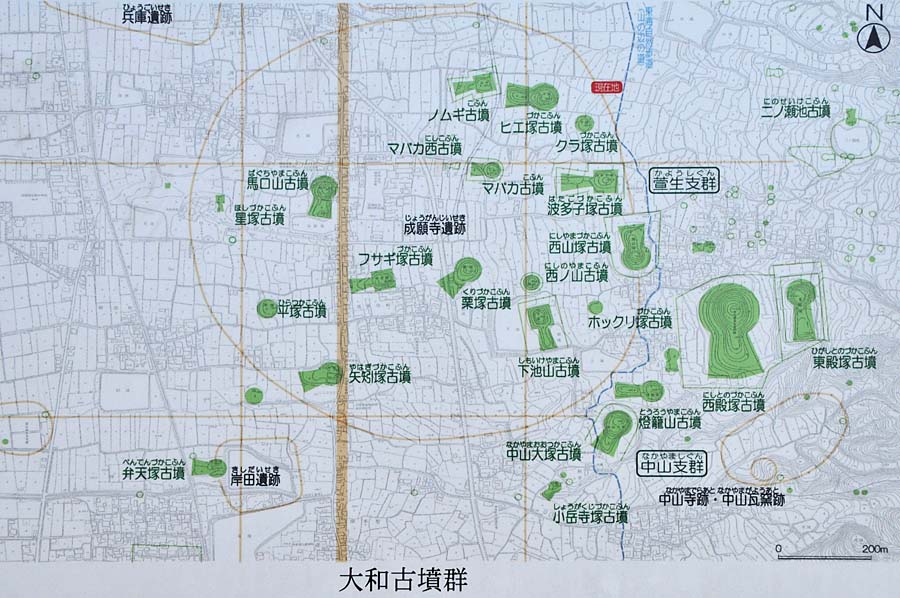 ひょうごいせき
兵庫遺跡
N
現在地
こふん
ノムギ古墳
づかこふん
ヒエ塚古墳
づかこふん
クラ塚古墳
にのせいけこふん
二ノ瀬池古墳
にしこふん
マバカ西古墳
こふん
マバカ古墳
かようしぐん
萱生支群
ばぐちやまこふん
馬口山古墳
ほしづかこふん
星塚古墳
じょうがんじいせき
成願寺遺跡
はたごづかこふん
波多子塚古墳
にしやまづかこふん
西山塚古墳
づかこふん
フサギ塚古墳
にしのやまこふん
西ノ山古墳
くりづかこふん
栗塚古墳
ひらつかこふん
平塚古墳
づかこふん
ホックリ塚古墳
ひがしとのづかこふん
東殿塚古墳
しもいけやまこふん
下池山古墳
やはぎづかこふん
矢矧塚古墳
にしとのづかこふん
西殿塚古墳
とうろうやまこふん
燈籠山古墳
なかやまおおつかこふん
中山大塚古墳
なかやましぐん
中山支群
べんてんづかこふん
弁天塚古墳
きしだいせき
岸田遺跡
なかやまでらあと なかやまがようあと
中山寺跡・中山瓦窯跡
しょうがくじづかこふん
小岳寺塚古墳
0 200m
大和古墳群